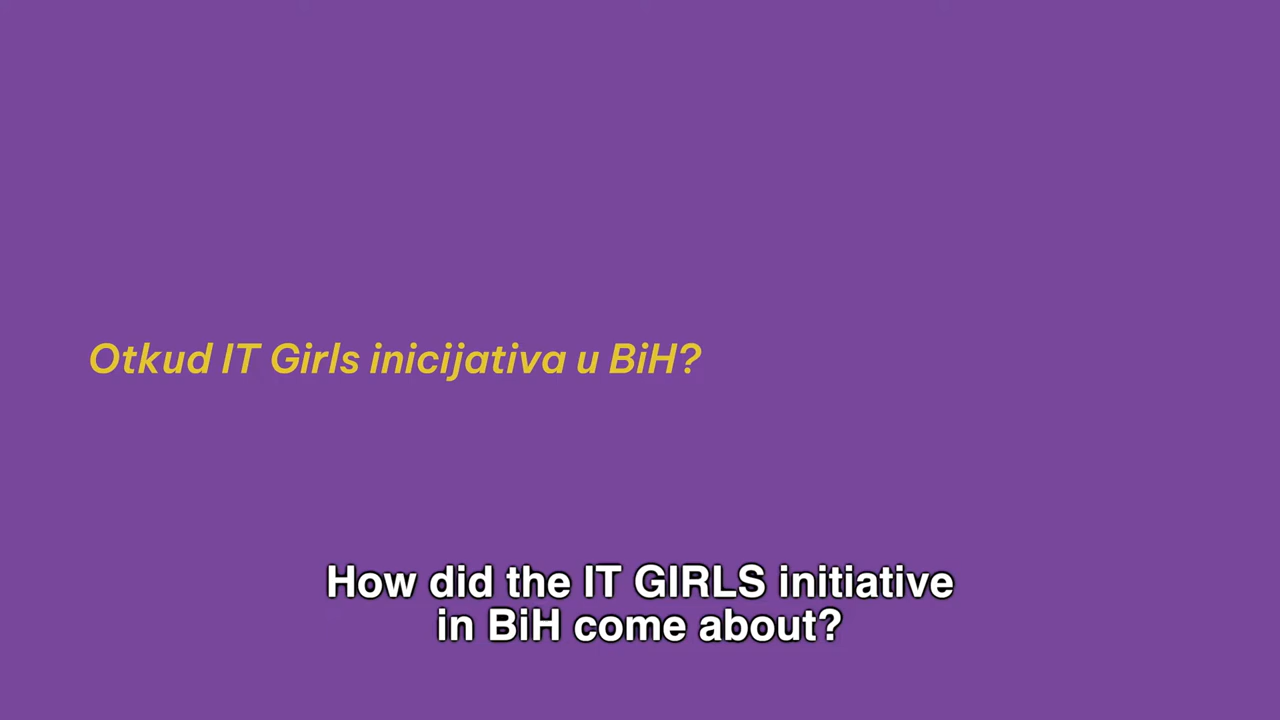 Otkud IT Girls inicijativa u BiH?
How did the IT GIRLS initiative
in BiH come about?